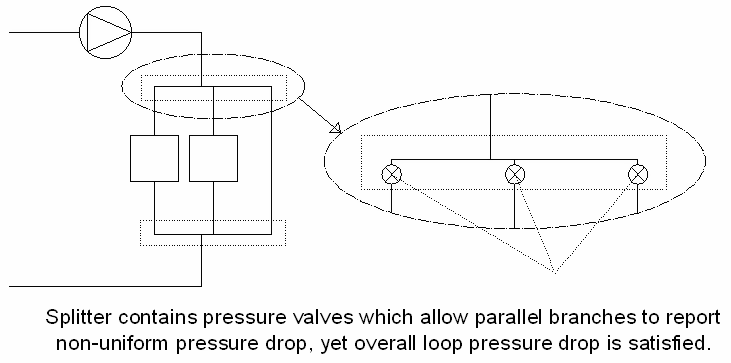 Splitter contains pressure valves which allow parallel branches to report
non-uniform pressure drop, yet overall loop pressure drop is satisfied.